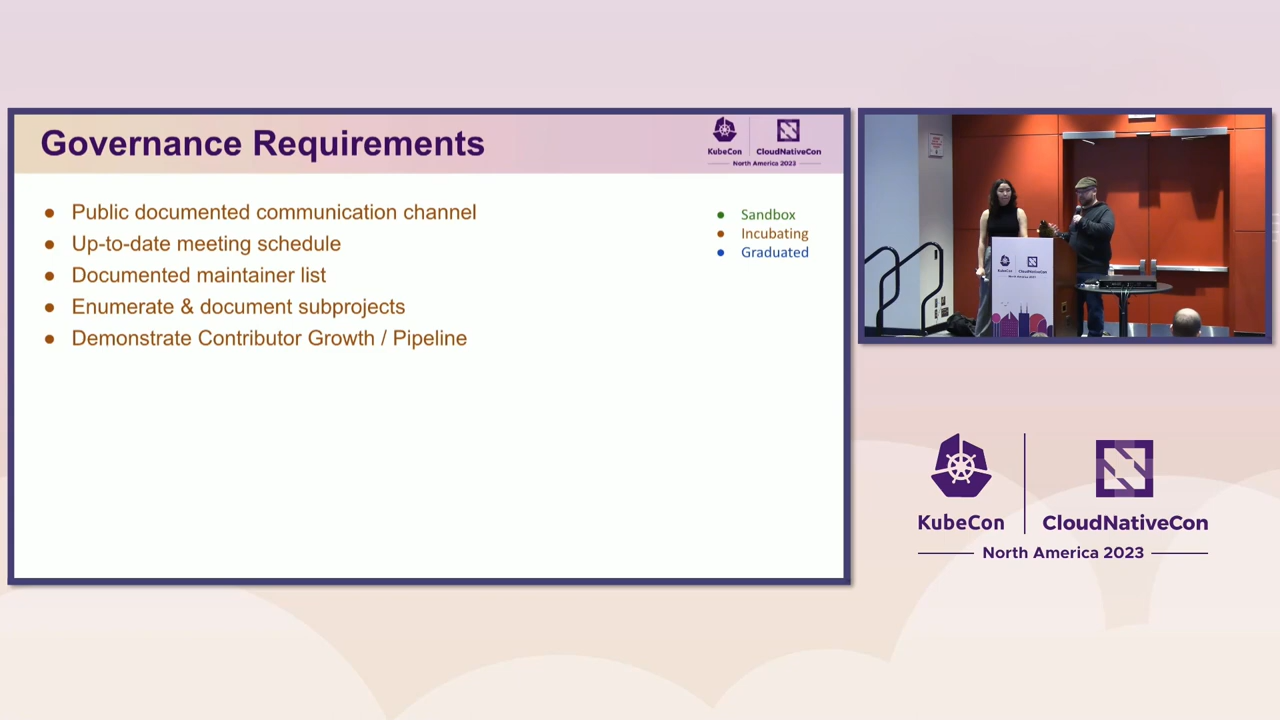 Governance Requirements
KubeCon
CloudNativeCon
North America 2023
Public documented communication channel
Up-to-date meeting schedule
Documented maintainer list
Enumerate & document subprojects
Demonstrate Contributor Growth / Pipeline
Sandbox
Incubating
Graduated
KubeCon
CloudNativeCon
North America 2023